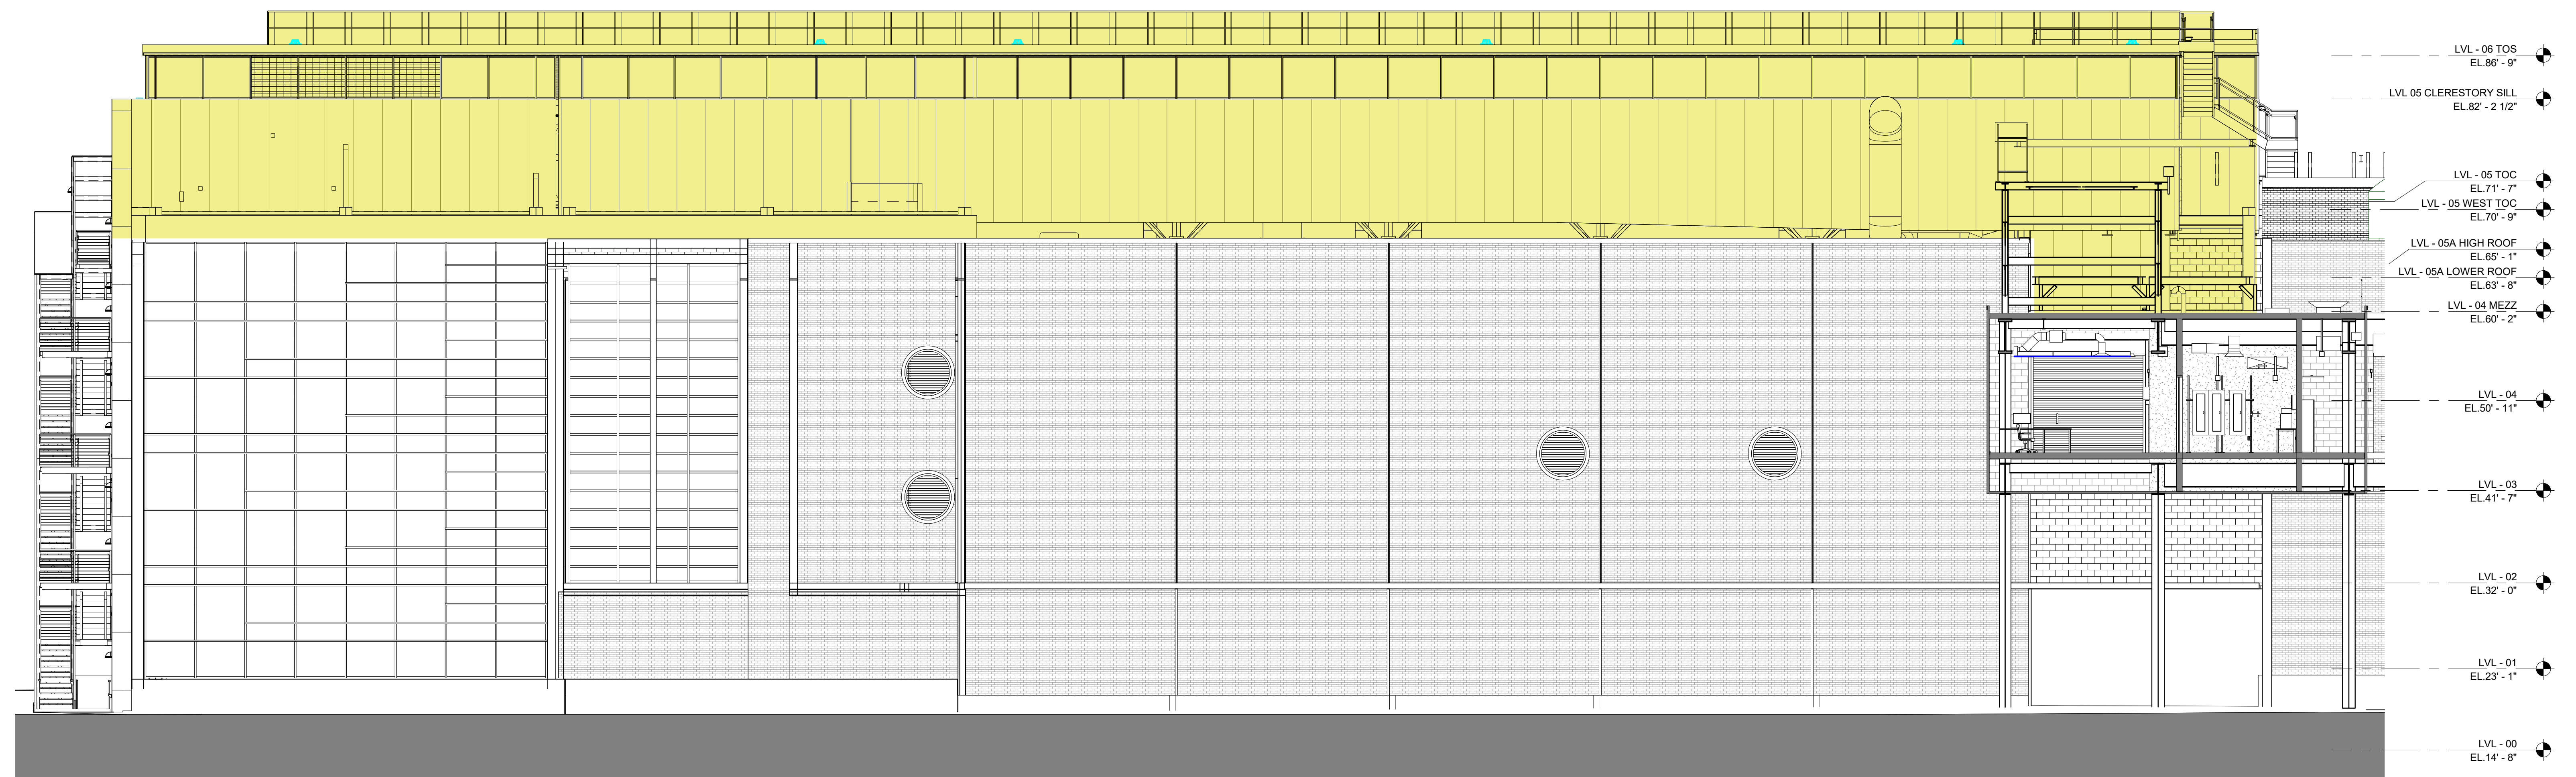 LVL - 06 TOS
EL.86' - 9"
LVL 05 CLERESTORY SILL
EL.82' - 2 1/2"
LVL - 05 TOC
EL.71' - 7"
LVL - 05 WEST TOC
EL.70' - 9"
LVL - 05A HIGH ROOF
EL.65' - 1"
LVL - 05A LOWER ROOF
EL.63' - 8"
LVL - 04 MEZZ
EL.60' - 2"
LVL - 04
EL.50' - 11"
LVL - 03
EL.41' - 7"
LVL - 02
EL.32' - 0"
LVL - 01
EL.23' - 1"
LVL - 00
EL.14' - 8"